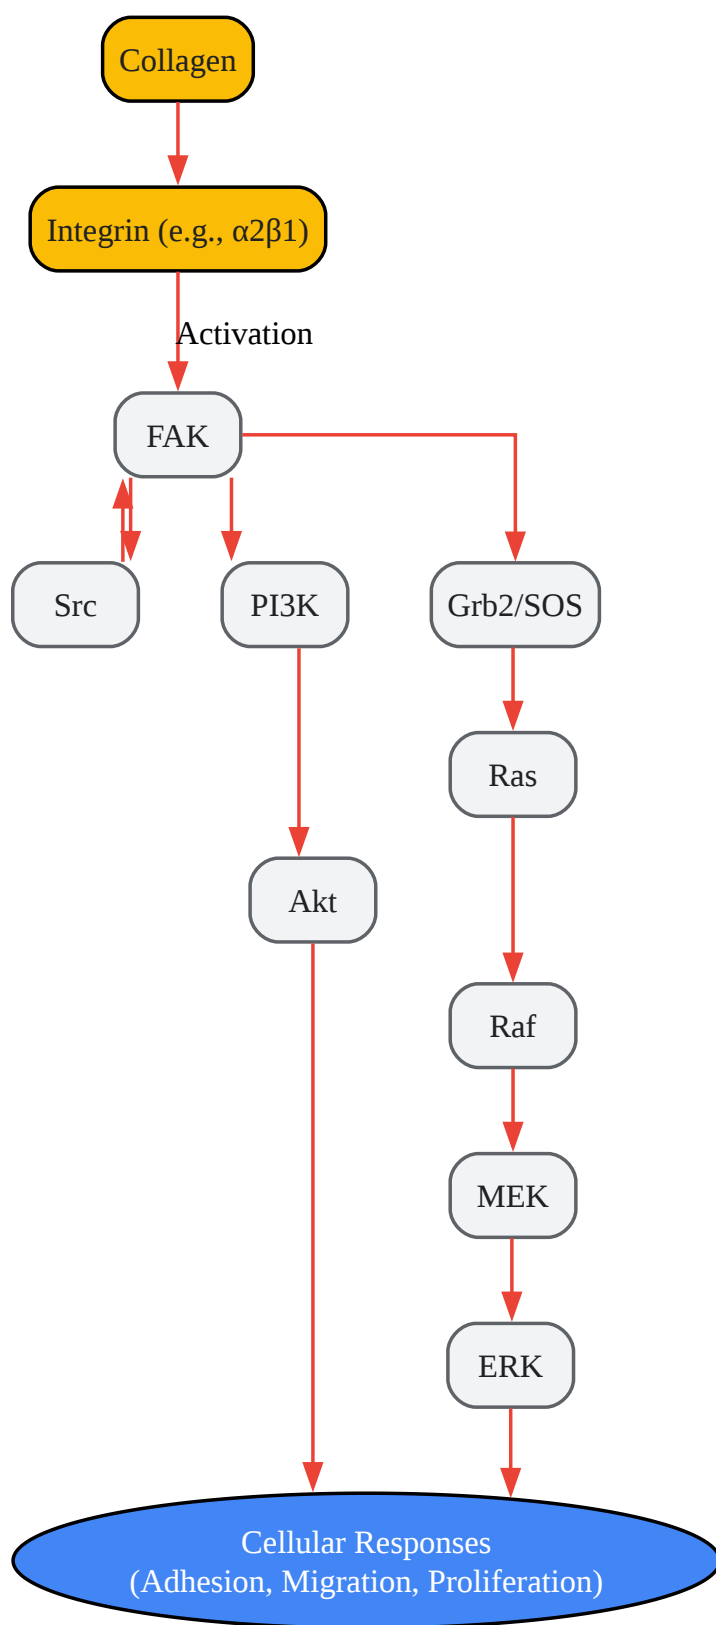 Collagen
Integrin (e.g., α2β1)
Activation
FAK
Src
PI3K
Grb2/SOS
Ras
Akt
Raf
MEK
ERK
Cellular Responses
(Adhesion, Migration, Proliferation)